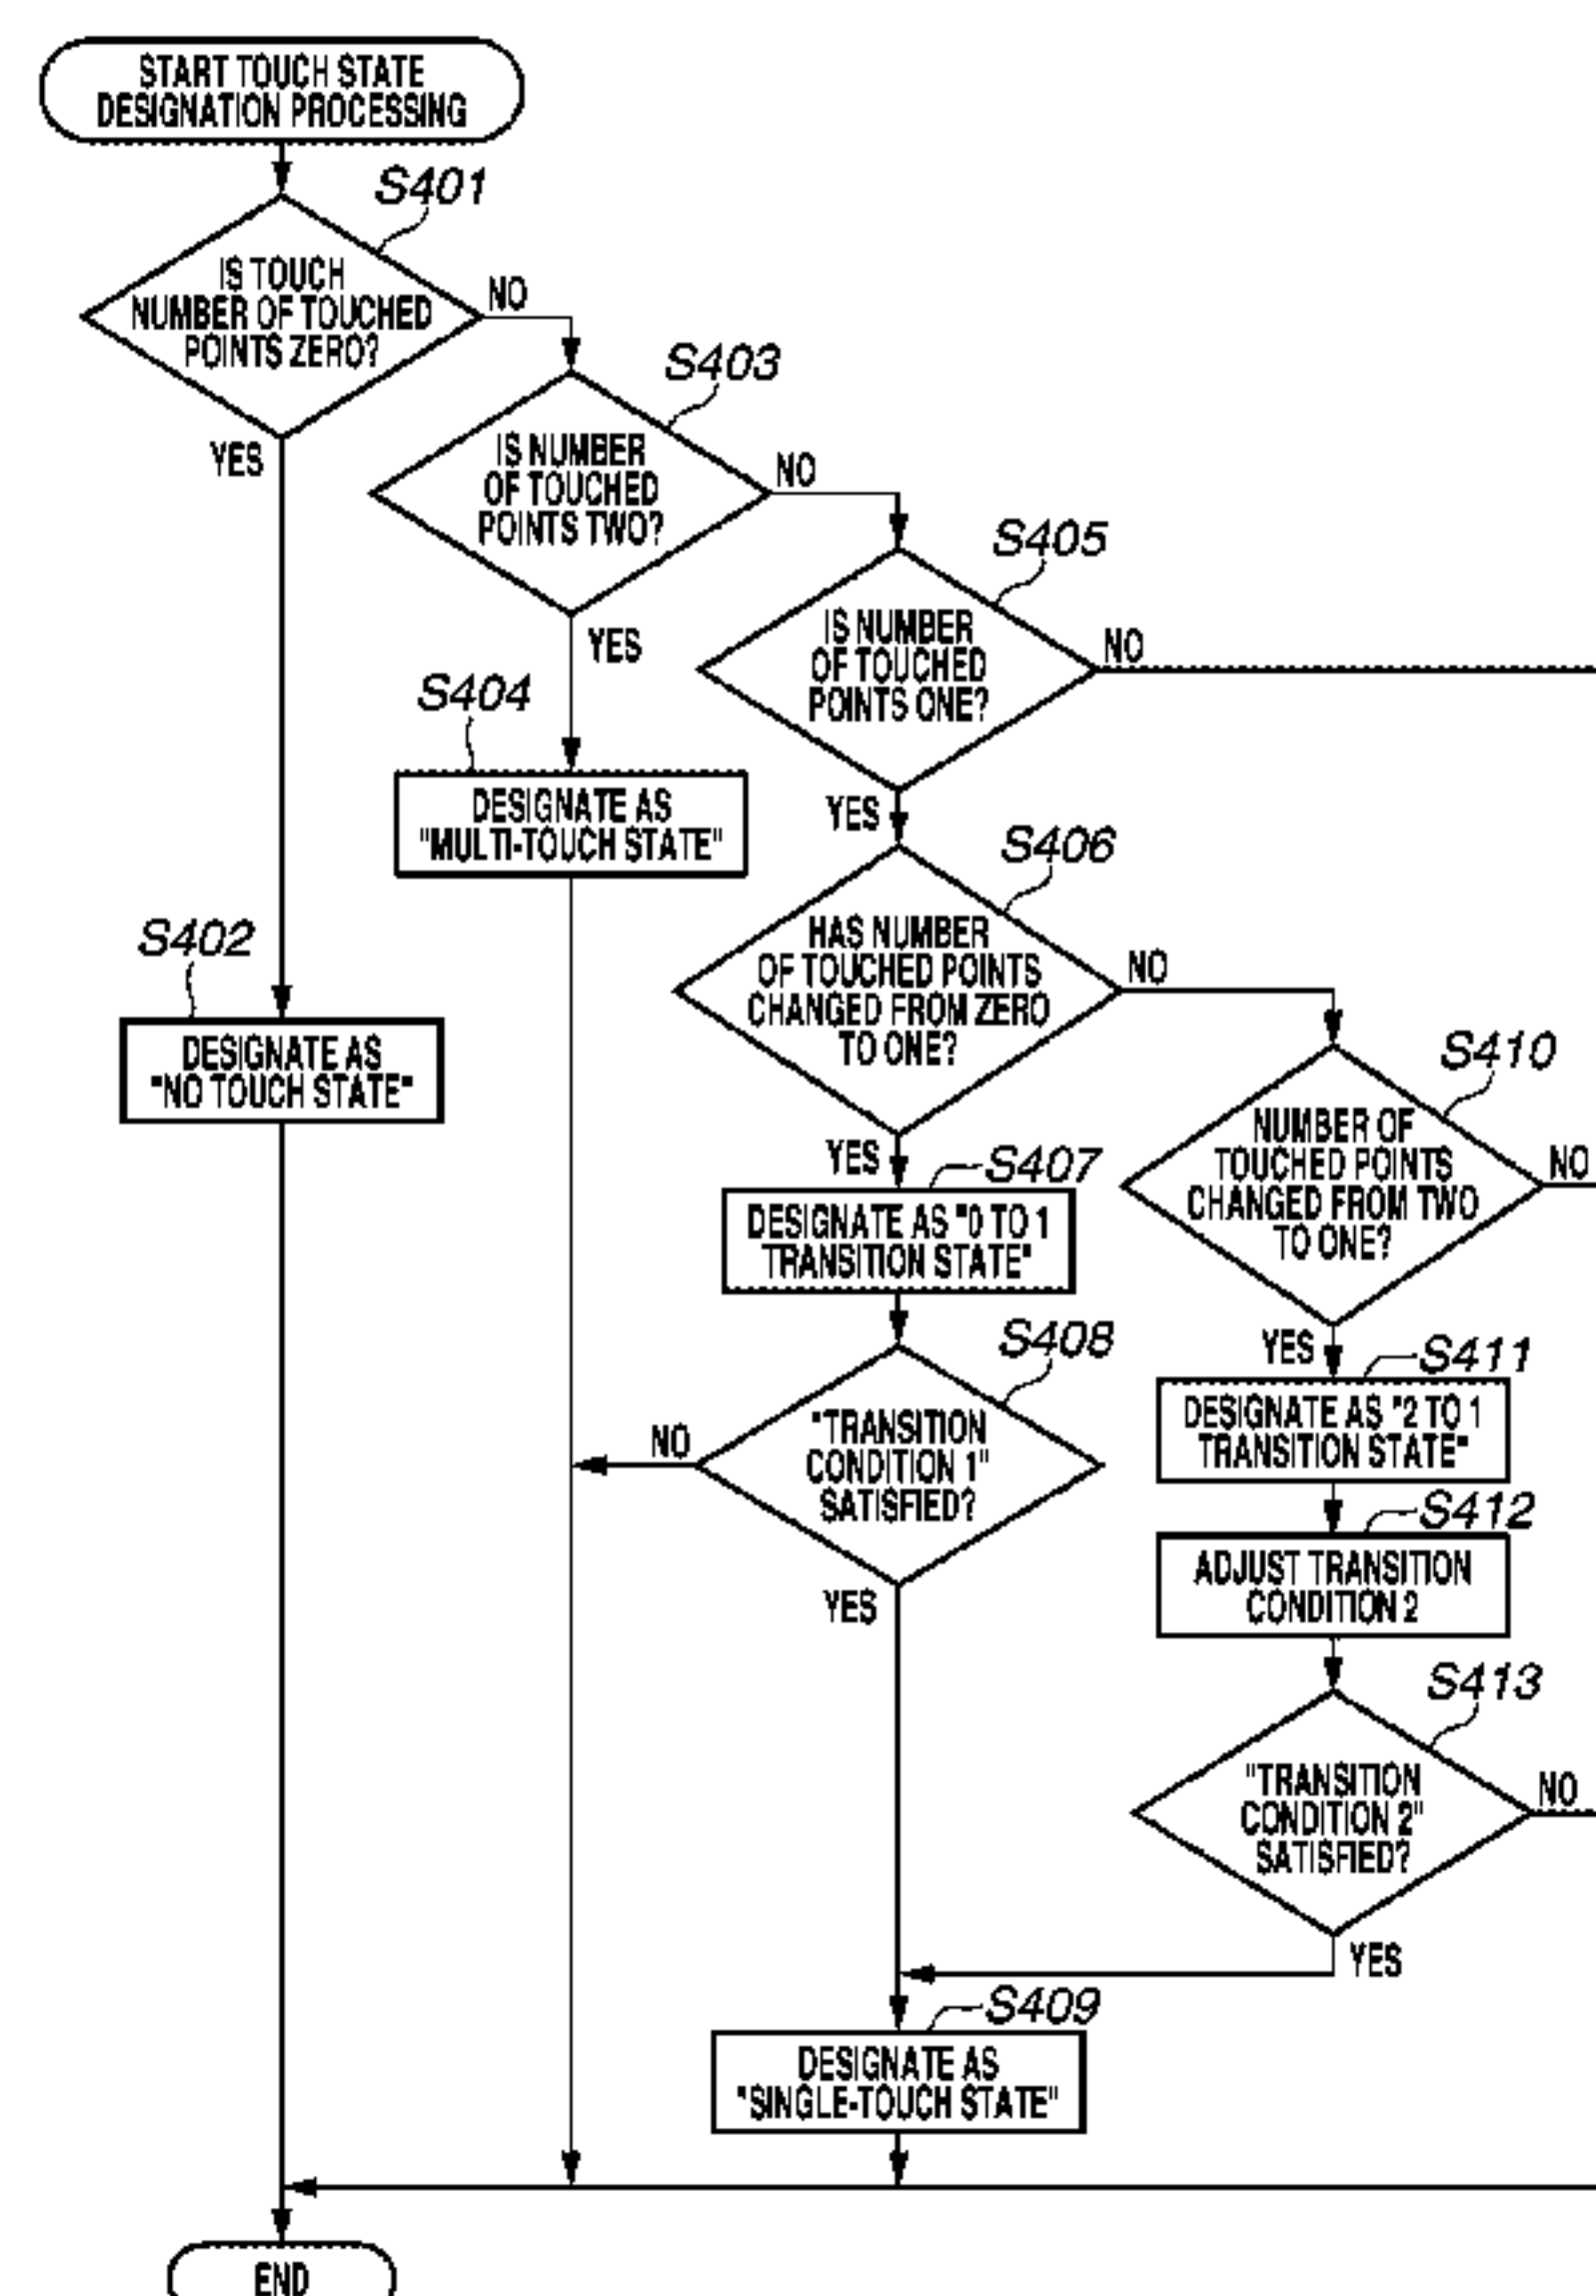 START TOUCH STATE
DESIGNATION PROCESSING
S401
IS TOUCH
NUMBER OF TOUCHED
POINTS ZERO?
NO
YES
S403
IS NUMBER
OF TOUCHED
POINTS TWO?
NO
YES
S405
IS NUMBER
OF TOUCHED
POINTS ONE?
NO
YES
S404
DESIGNATE AS
"MULTI-TOUCH STATE"
S406
HAS NUMBER
OF TOUCHED POINTS
CHANGED FROM ZERO
TO ONE?
NO
YES
S402
DESIGNATE AS
"NO TOUCH STATE"
S410
NUMBER OF
TOUCHED POINTS
CHANGED FROM TWO
TO ONE?
NO
YES
S407
DESIGNATE AS "0 TO 1
TRANSITION STATE"
S408
"TRANSITION
CONDITION 1"
SATISFIED?
NO
YES
S411
DESIGNATE AS "2 TO 1
TRANSITION STATE"
S412
ADJUST TRANSITION
CONDITION 2
S413
"TRANSITION
CONDITION 2"
SATISFIED?
NO
YES
S409
DESIGNATE AS
"SINGLE-TOUCH STATE"
END